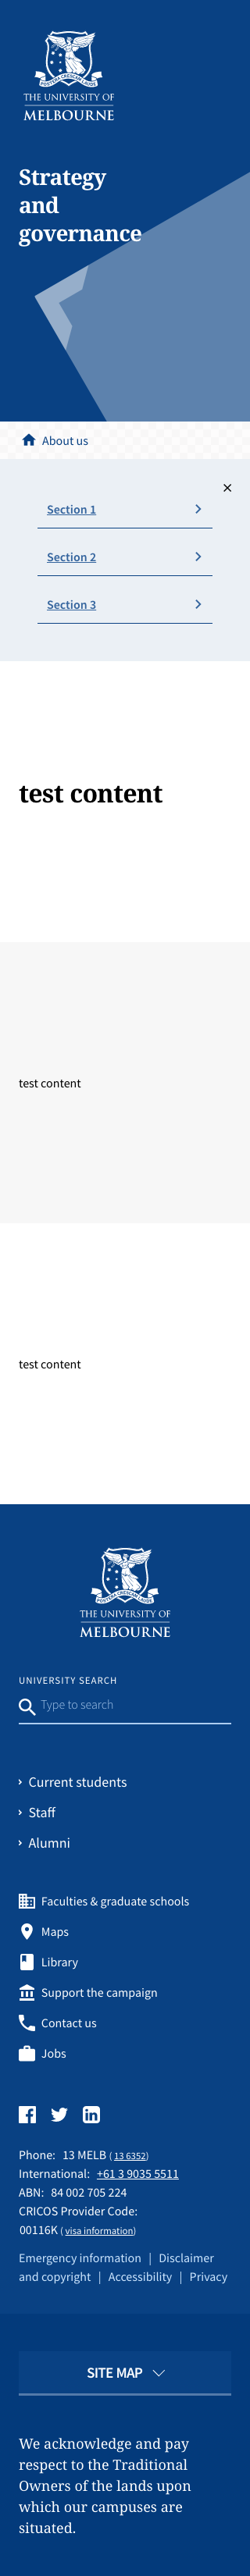 THE UNIVERSITY OF
MELBOURNE
Strategy
and
governance
About us
Section 1
Section 2
Section 3
test content
test content
test content
THE UNIVERSITY OF
MELBOURNE
UNIVERSITY SEARCH
Type to search
Current students
Staff
Alumni
Faculties & graduate schools
Maps
Library
Support the campaign
Contact us
Jobs
Phone: 13 MELB ( 13 6352)
International: +61 3 9035 5511
ABN: 84 002 705 224
CRICOS Provider Code:
00116K ( visa information)
Emergency information | Disclaimer
and copyright | Accessibility | Privacy
SITE MAP
We acknowledge and pay
respect to the Traditional
Owners of the lands upon
which our campuses are
situated.